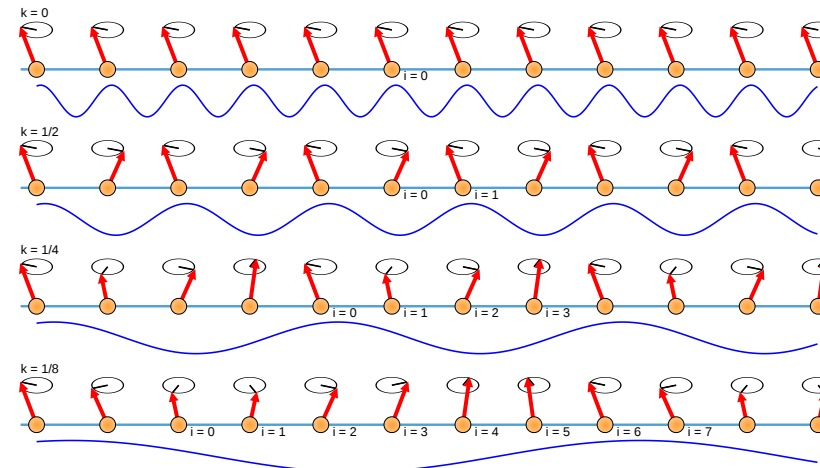 k = 0
i = 0
k = 1/2
i = 0 i = 1
k = 1/4
i = 0 i = 1 i = 2 i = 3
k = 1/8
i = 0 i = 1 i = 2 i = 3 i = 4 i = 5 i = 6 i = 7